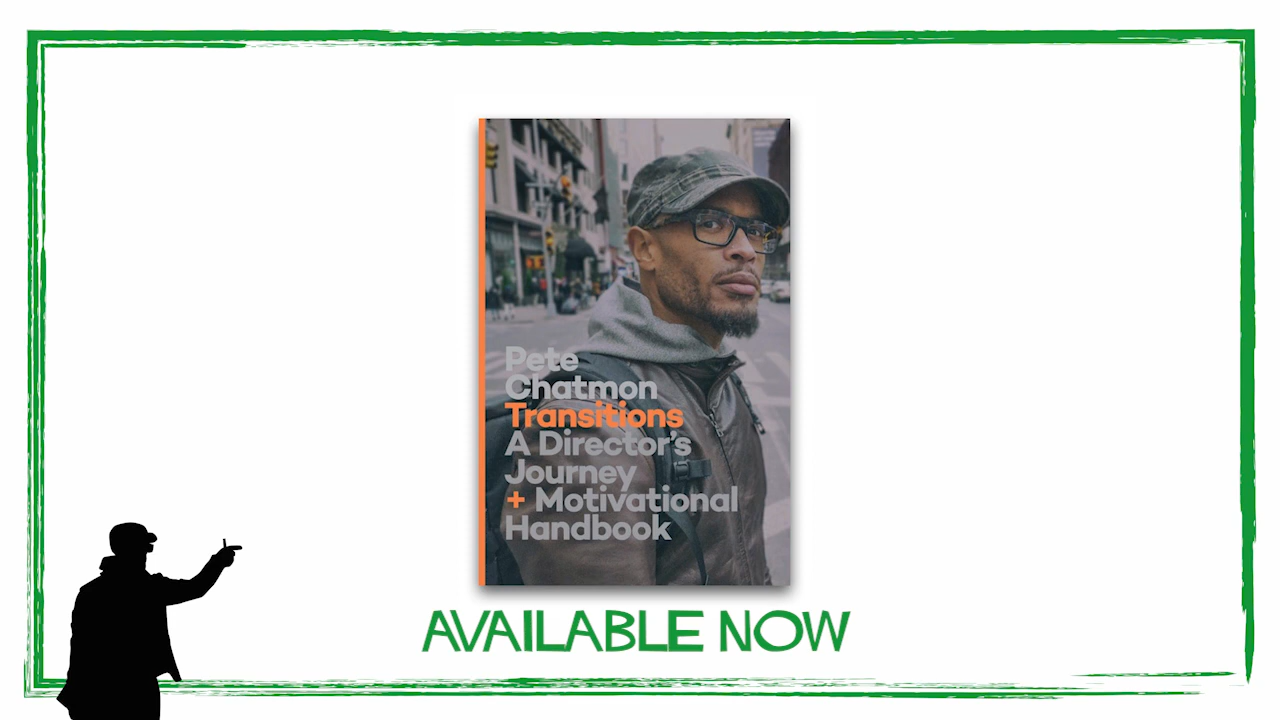 Pete
Chatmon
Transitions
A Director's
Journey
+ Motivational
Handbook
AVAILABLE NOW